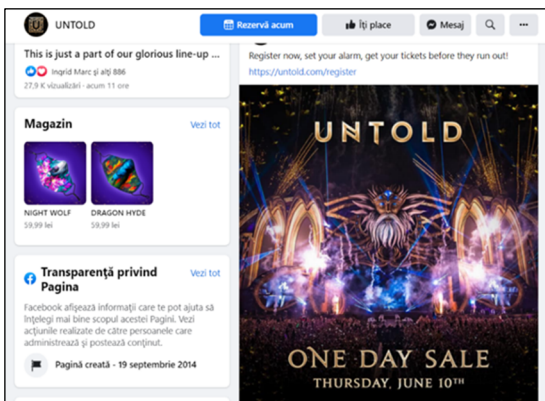 UNTOLD
Rezervă acum
Îți place
Mesaj
This is just a part of our glorious line-up ...
Ingrid Marc și alți 886
27,9 K vizualizări · acum 11 ore
Magazin
Vezi tot
NIGHT WOLF
59,99 lei
DRAGON HYDE
59,99 lei
Transparență privind
Pagina
Vezi tot
Facebook afișează informații care te pot ajuta să
înțelegi mai bine scopul acestei Pagini. Vezi
acțiunile realizate de către persoanele care
administrează și postează conținut.
Pagină creată - 19 septembrie 2014
Register now, set your alarm, get your tickets before they run out!
https://untold.com/register
UNTOLD
ONE DAY SALE
THURSDAY, JUNE 10TH